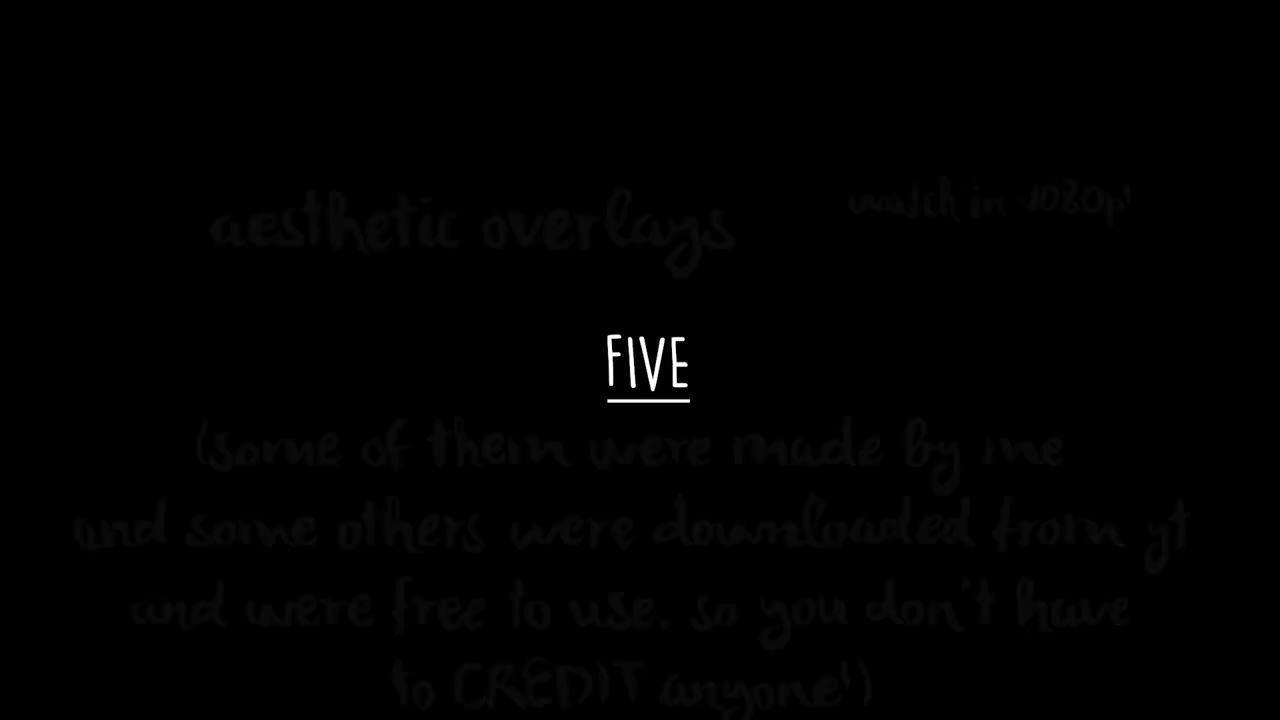 aesthetic overlays
watch in 1080p!
FIVE
(some of them were made by me
and some others were downloaded from yt
and were free to use. so you don't have
to CREDIT anyone!)